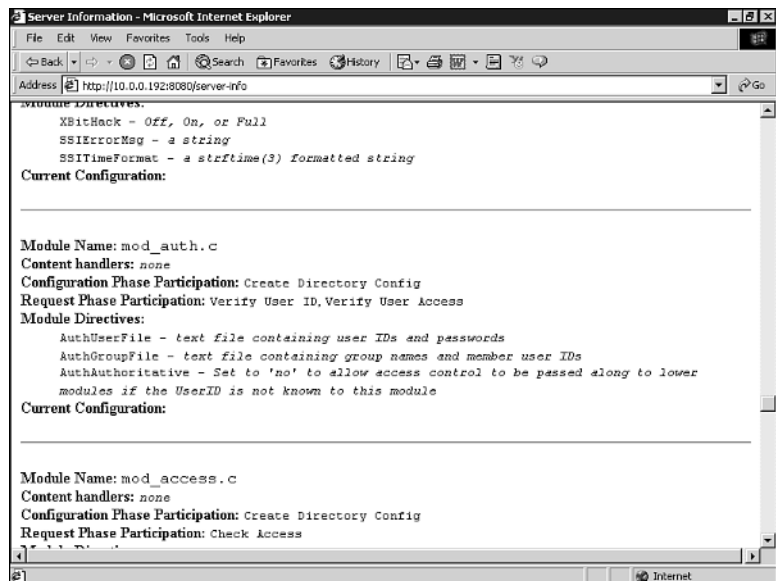 Server Information - Microsoft Internet Explorer
File Edit View Favorites Tools Help
Back Search Favorites History
Address http://10.0.0.192:8080/server-info Go
Module Directives:
XBitHack - Off, On, or Full
SSIErrorMsg - a string
SSITimeFormat - a strftime(3) formatted string
Current Configuration:
Module Name: mod_auth.c
Content handlers: none
Configuration Phase Participation: Create Directory Config
Request Phase Participation: Verify User ID, Verify User Access
Module Directives:
AuthUserFile - text file containing user IDs and passwords
AuthGroupFile - text file containing group names and member user IDs
AuthAuthoritative - Set to 'no' to allow access control to be passed along to lower
modules if the UserID is not known to this module
Current Configuration:
Module Name: mod_access.c
Content handlers: none
Configuration Phase Participation: Create Directory Config
Request Phase Participation: Check Access
Internet